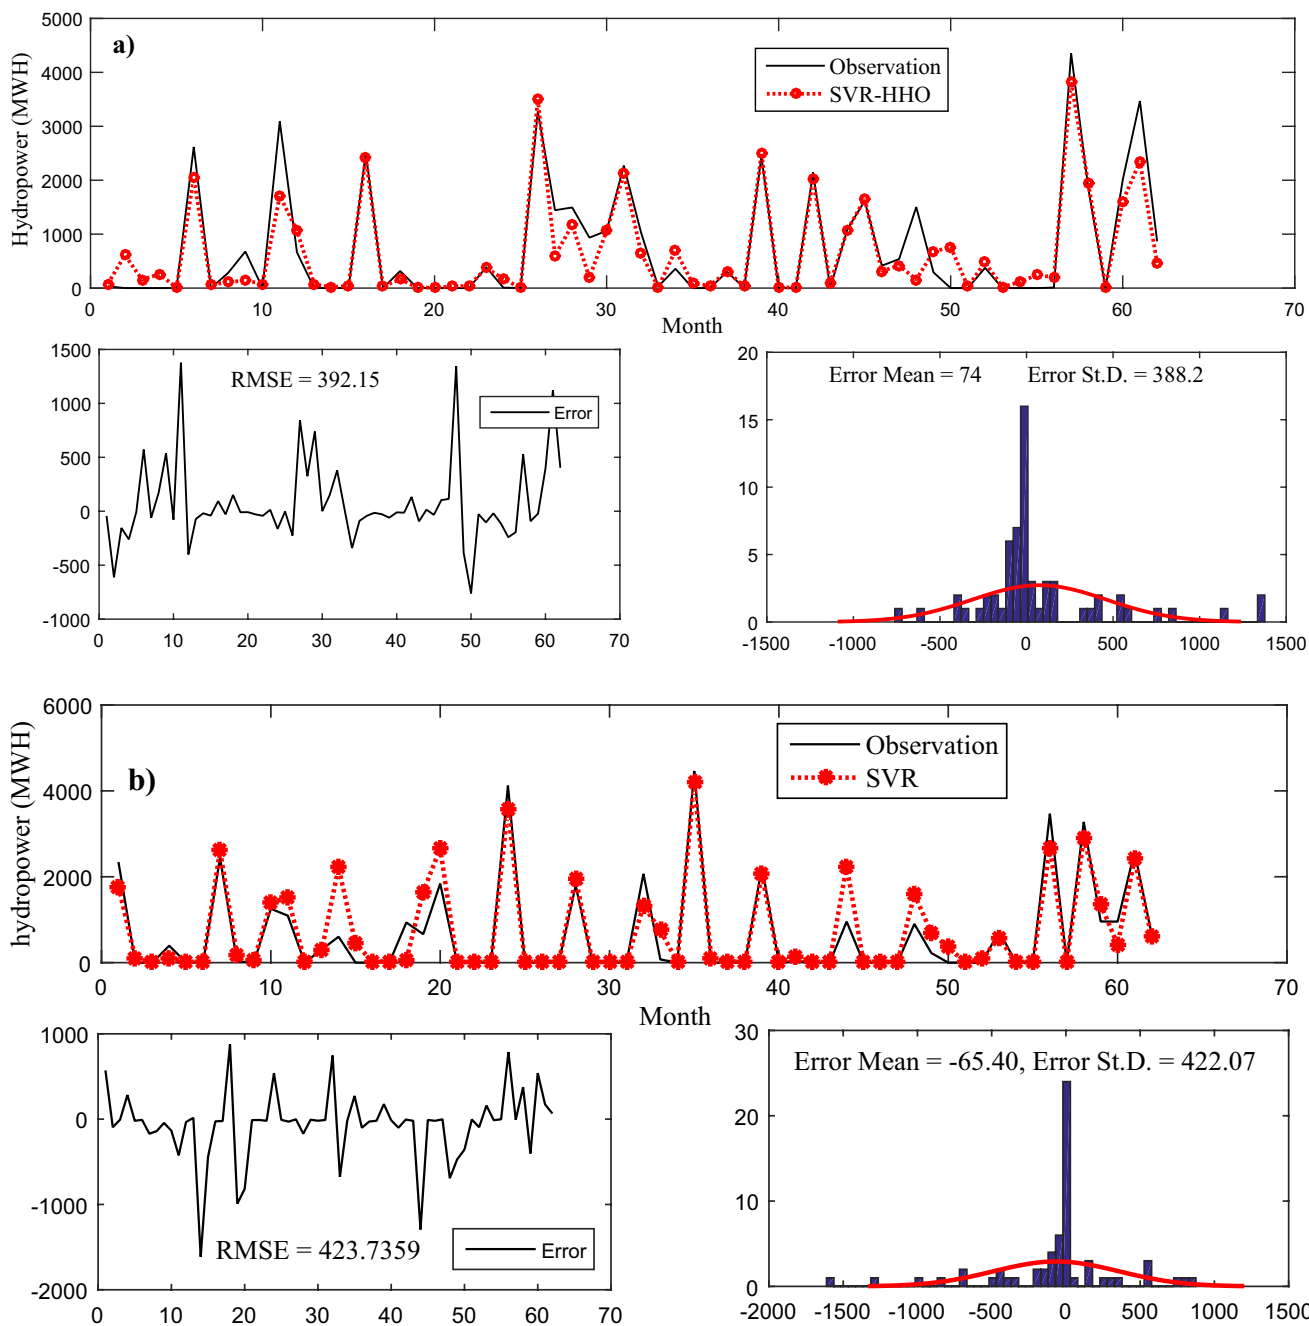 a)
Hydropower (MWH)
5000
4000
3000
2000
1000
0
Observation
SVR-HHO
0 10 20 30 40 50 60 70
Month
1500
1000
500
0
-500
-1000
RMSE = 392.15
Error
0 10 20 30 40 50 60 70
20
15
10
5
0
Error Mean = 74 Error St.D. = 388.2
-1500 -1000 -500 0 500 1000 1500
b)
hydropower (MWH)
6000
4000
2000
0
Observation
SVR
0 10 20 30 40 50 60 70
Month
1000
0
-1000
-2000
RMSE = 423.7359
Error
0 10 20 30 40 50 60 70
30
20
10
0
Error Mean = -65.40, Error St.D. = 422.07
-2000 -1500 -1000 -500 0 500 1000 1500